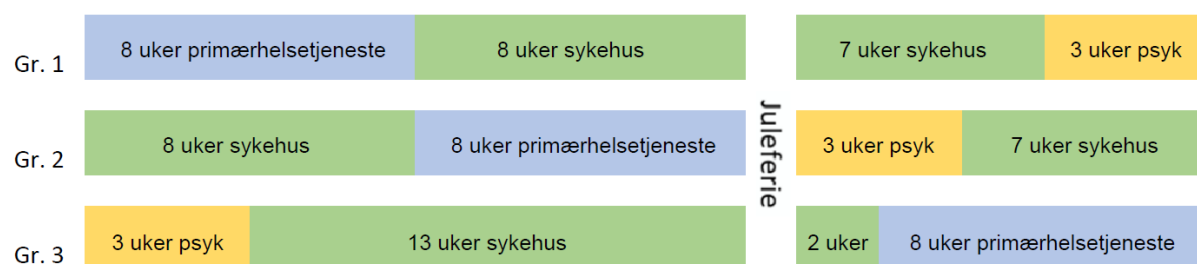 Gr. 1 8 uker primærhelsetjeneste 8 uker sykehus 7 uker sykehus 3 uker psyk
Gr. 2 8 uker sykehus 8 uker primærhelsetjeneste 3 uker psyk 7 uker sykehus
Gr. 3 3 uker psyk 13 uker sykehus 2 uker 8 uker primærhelsetjeneste
Juleferie